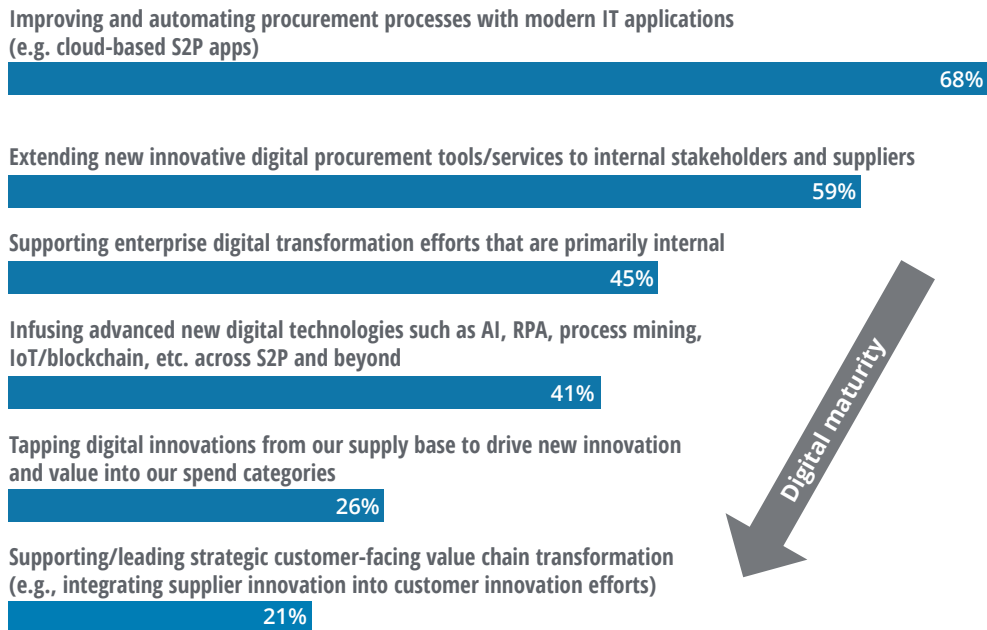 Improving and automating procurement processes with modern IT applications
(e.g. cloud-based S2P apps)
68%
Extending new innovative digital procurement tools/services to internal stakeholders and suppliers
59%
Supporting enterprise digital transformation efforts that are primarily internal
45%
Infusing advanced new digital technologies such as AI, RPA, process mining,
IoT/blockchain, etc. across S2P and beyond
41%
Tapping digital innovations from our supply base to drive new innovation
and value into our spend categories
26%
Supporting/leading strategic customer-facing value chain transformation
(e.g., integrating supplier innovation into customer innovation efforts)
21%
Digital maturity